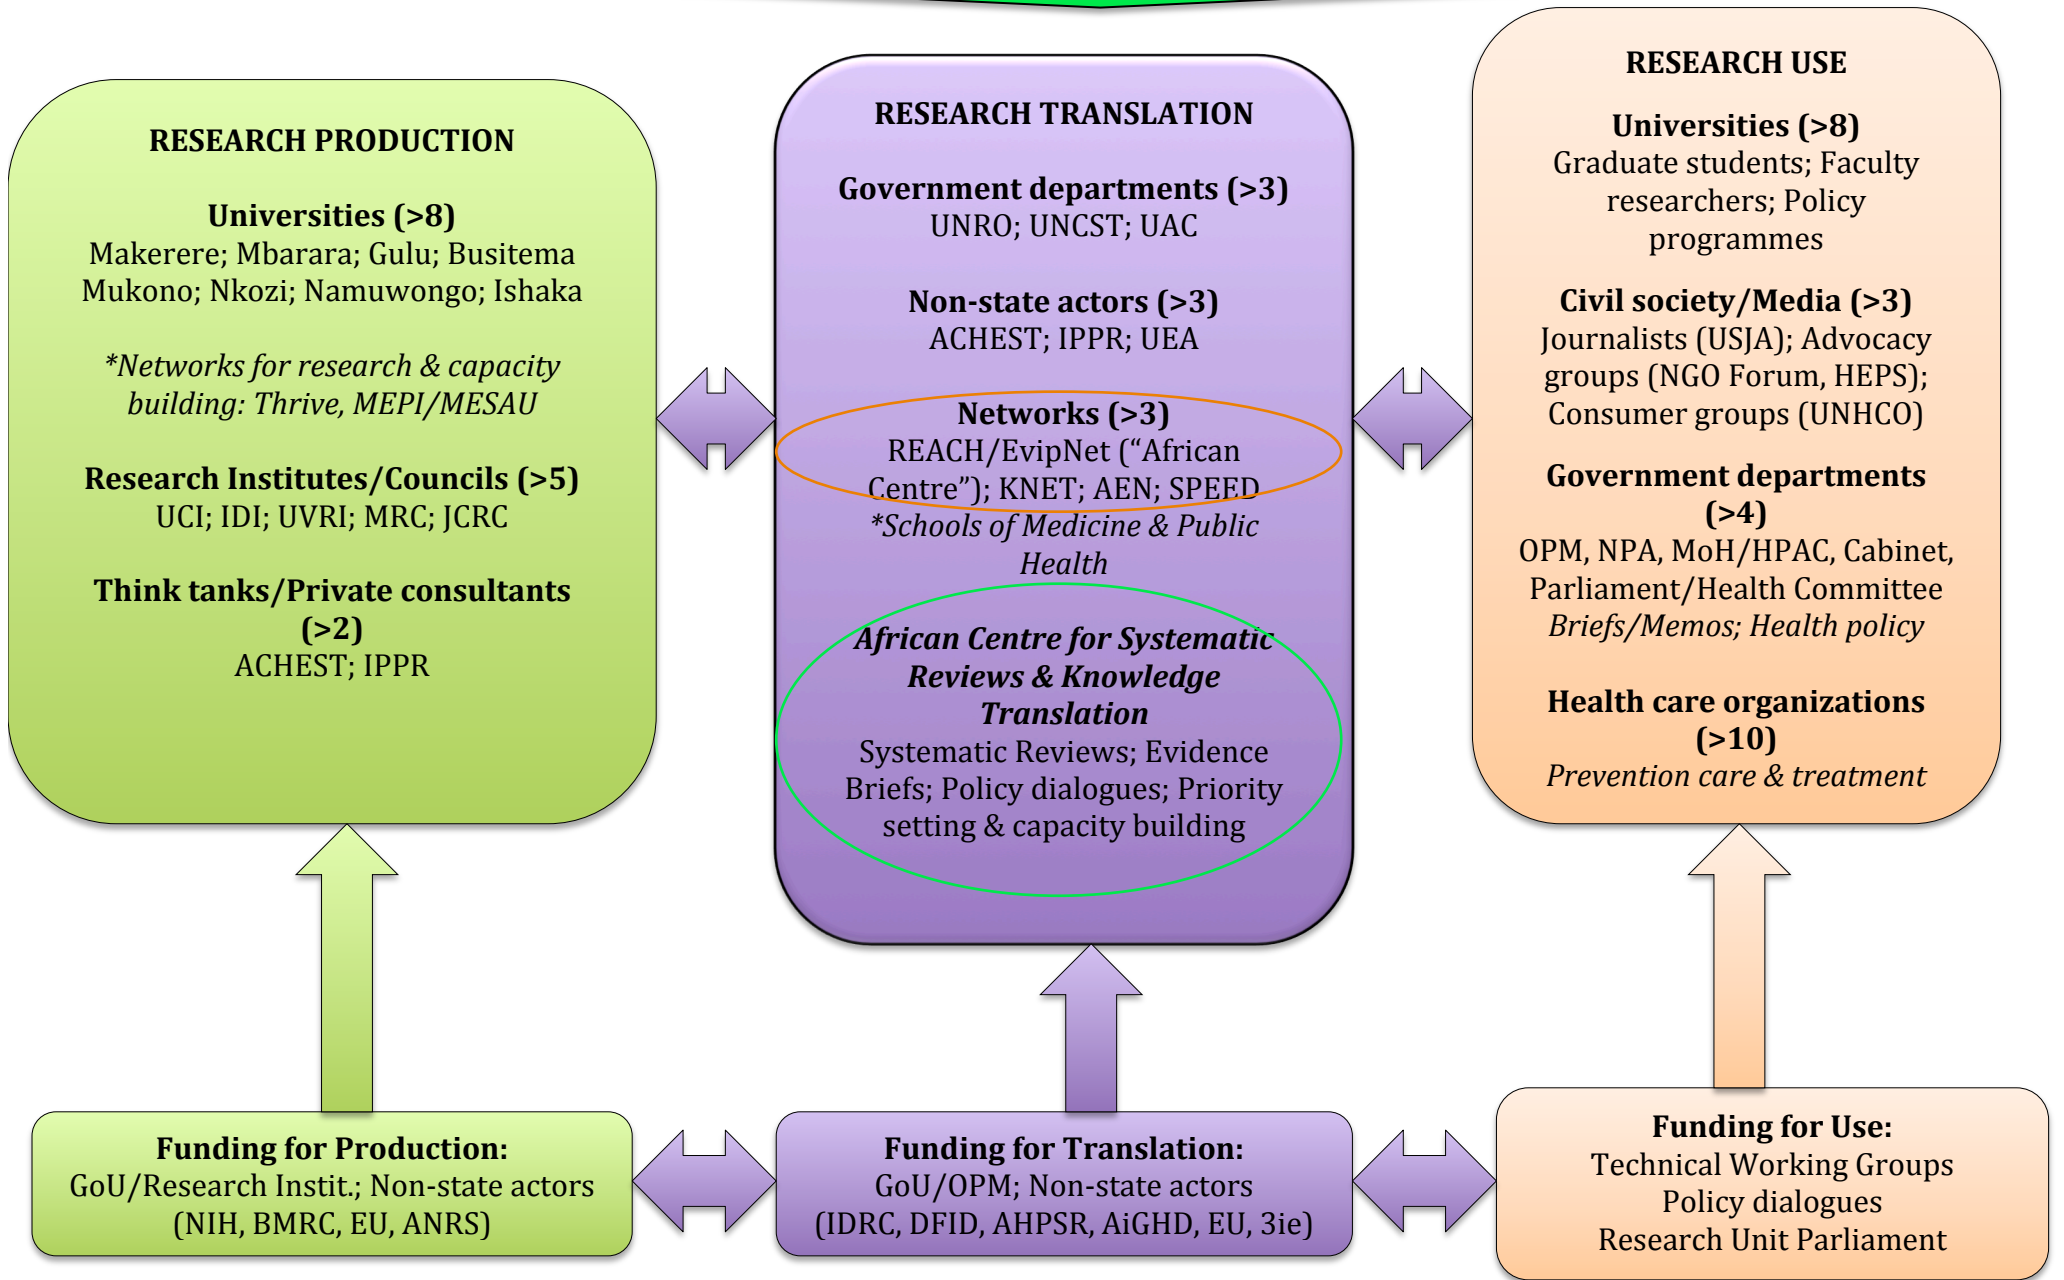 RESEARCH PRODUCTION
Universities (>8)
Makerere; Mbarara; Gulu; Busitema
Mukono; Nkozi; Namuwongo; Ishaka
*Networks for research & capacity
building: Thrive, MEPI/MESAU
Research Institutes/Councils (>5)
UCI; IDI; UVRI; MRC; JCRC
Think tanks/Private consultants
(>2)
ACHEST; IPPR
RESEARCH TRANSLATION
Government departments (>3)
UNRO; UNCST; UAC
Non-state actors (>3)
ACHEST; IPPR; UEA
Networks (>3)
REACH/EvipNet (“African
Centre”); KNET; AEN; SPEED
*Schools of Medicine & Public
Health
African Centre for Systematic
Reviews & Knowledge
Translation
Systematic Reviews; Evidence
Briefs; Policy dialogues; Priority
setting & capacity building
RESEARCH USE
Universities (>8)
Graduate students; Faculty
researchers; Policy
programmes
Civil society/Media (>3)
Journalists (USJA); Advocacy
groups (NGO Forum, HEPS);
Consumer groups (UNHCO)
Government departments
(>4)
OPM, NPA, MoH/HPAC, Cabinet,
Parliament/Health Committee
Briefs/Memos; Health policy
Health care organizations
(>10)
Prevention care & treatment
Funding for Production:
GoU/Research Instit.; Non-state actors
(NIH, BMRC, EU, ANRS)
Funding for Translation:
GoU/OPM; Non-state actors
(IDRC, DFID, AHPSR, AiGHD, EU, 3ie)
Funding for Use:
Technical Working Groups
Policy dialogues
Research Unit Parliament